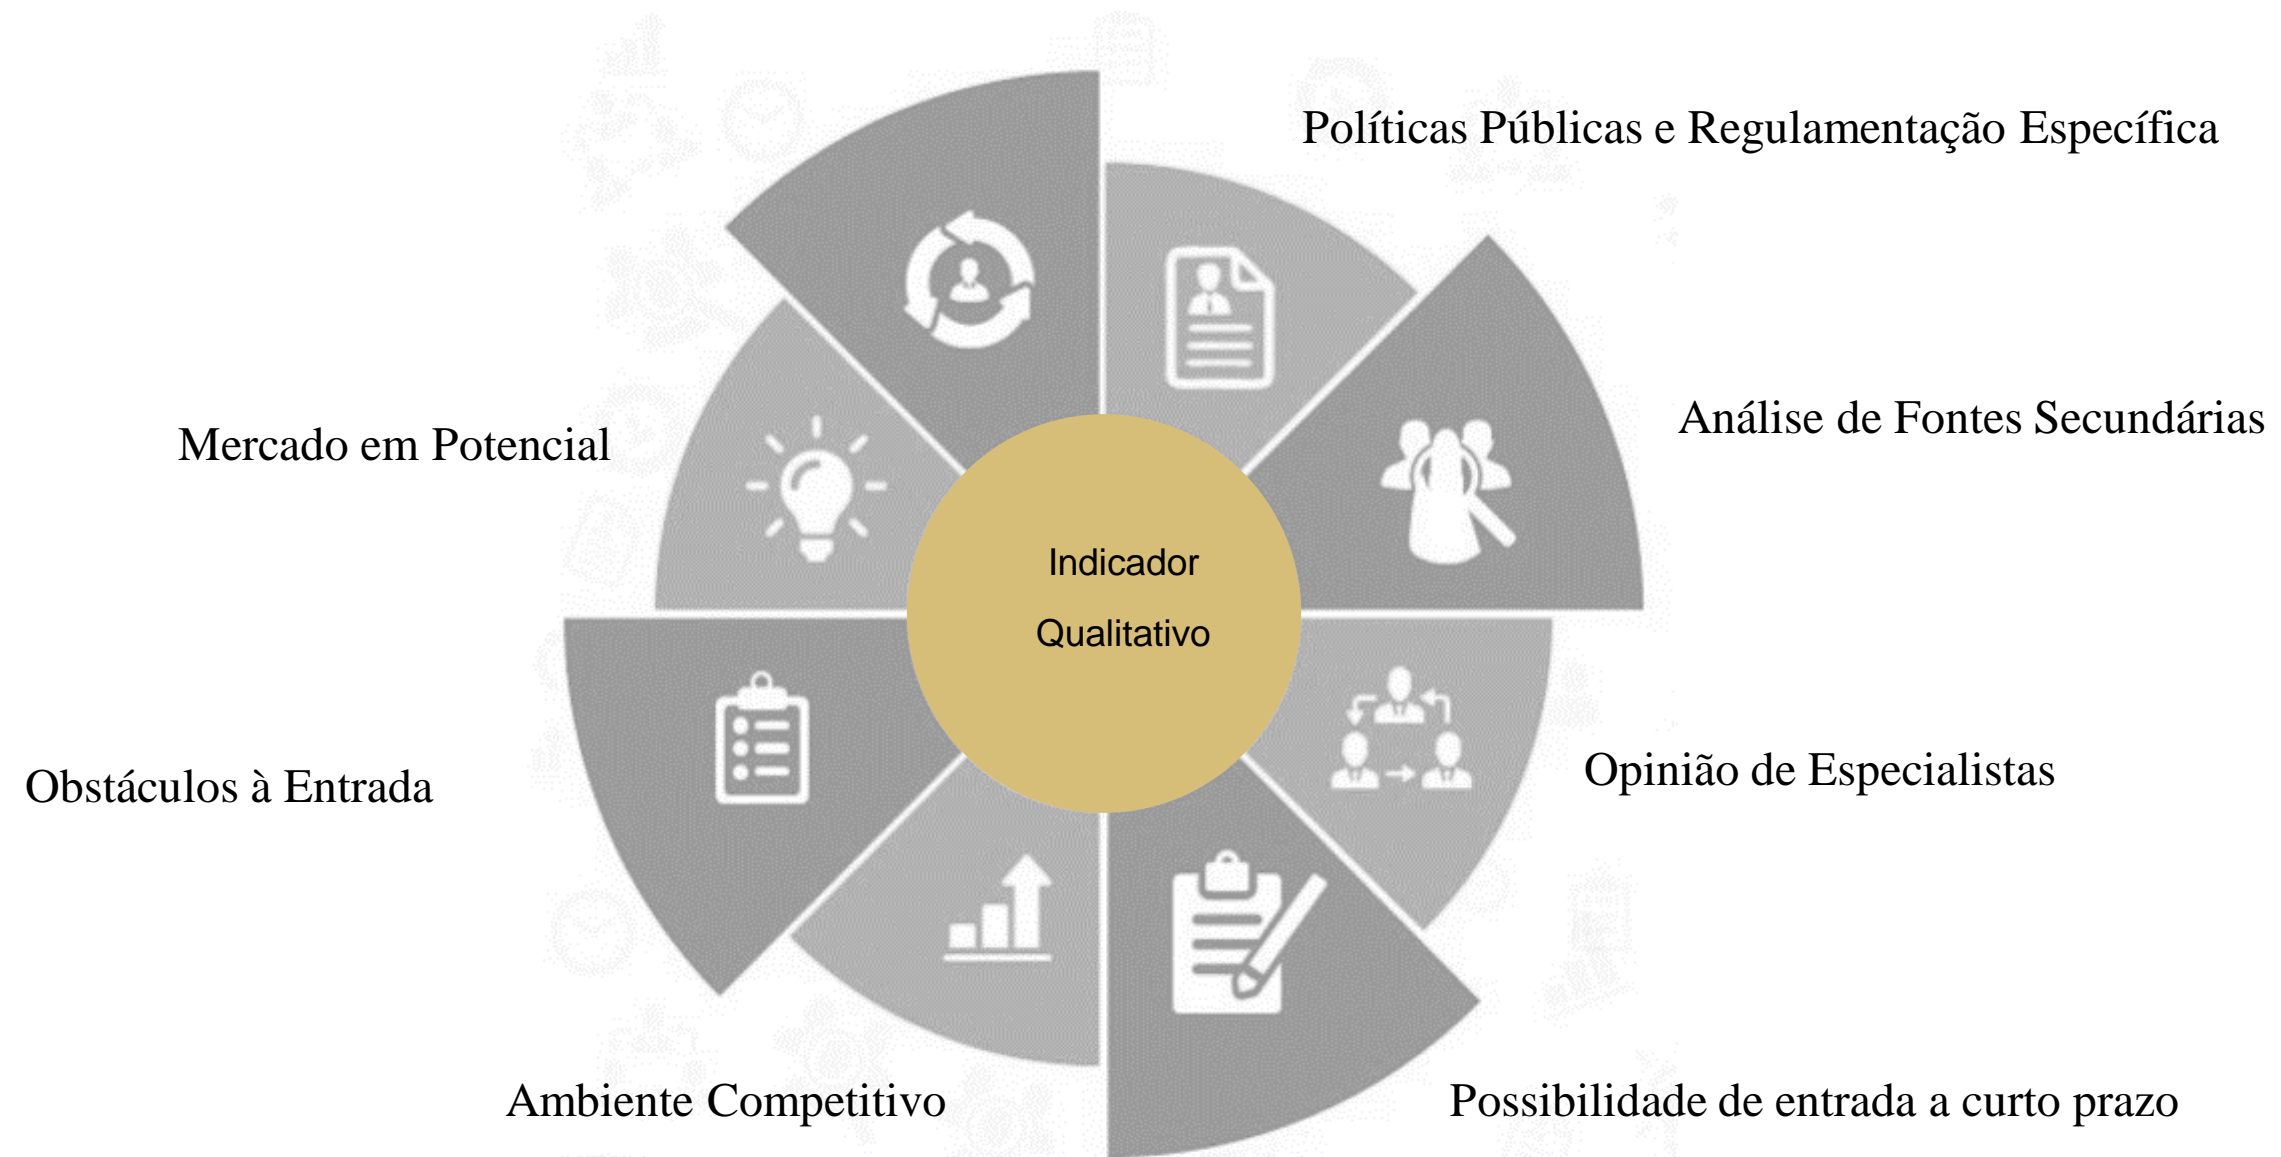 Políticas Públicas e Regulamentação Específica
Análise de Fontes Secundárias
Mercado em Potencial
Indicador
Qualitativo
Opinião de Especialistas
Obstáculos à Entrada
Ambiente Competitivo
Possibilidade de entrada a curto prazo